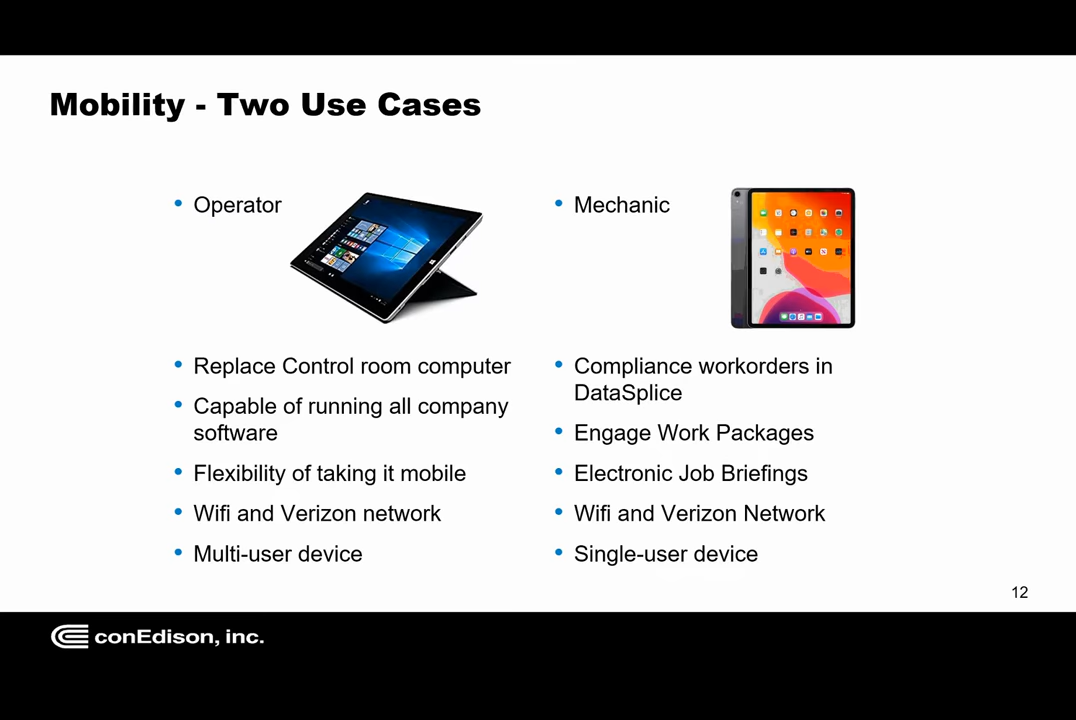 Mobility - Two Use Cases
• Operator
• Replace Control room computer
• Capable of running all company
software
• Flexibility of taking it mobile
• Wifi and Verizon network
• Multi-user device
• Mechanic
• Compliance workorders in
DataSplice
• Engage Work Packages
• Electronic Job Briefings
• Wifi and Verizon Network
• Single-user device
12
conEdison, inc.